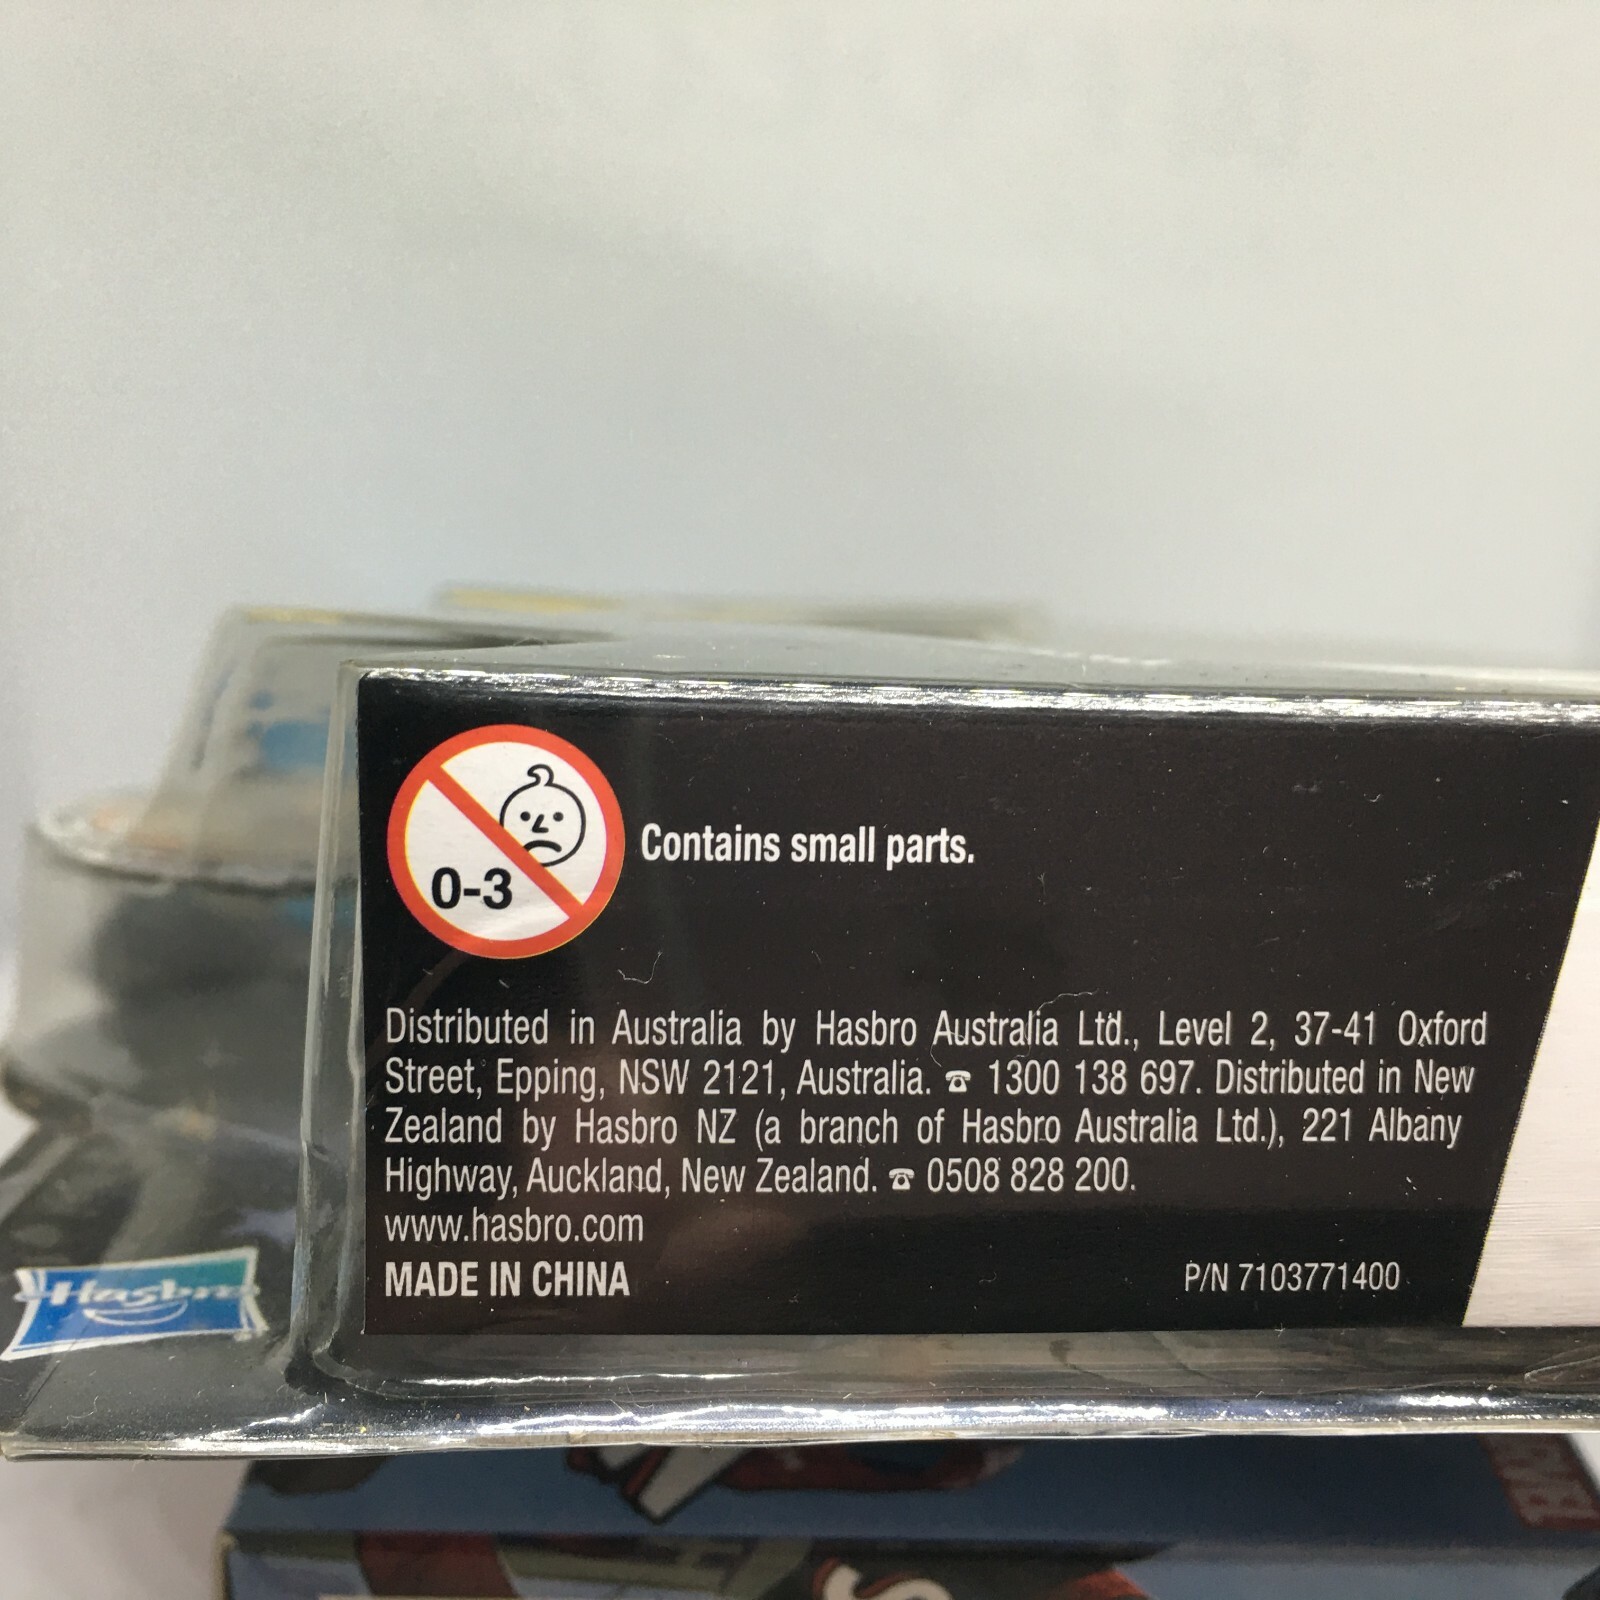 0-3
Contains small parts.
Distributed in Australia by Hasbro Australia Ltd., Level 2, 37-41 Oxford
Street, Epping, NSW 2121, Australia. ☎ 1300 138 697. Distributed in New
Zealand by Hasbro NZ (a branch of Hasbro Australia Ltd.), 221 Albany
Highway, Auckland, New Zealand. ☎ 0508 828 200.
www.hasbro.com
MADE IN CHINA
P/N 7103771400
Hasbro